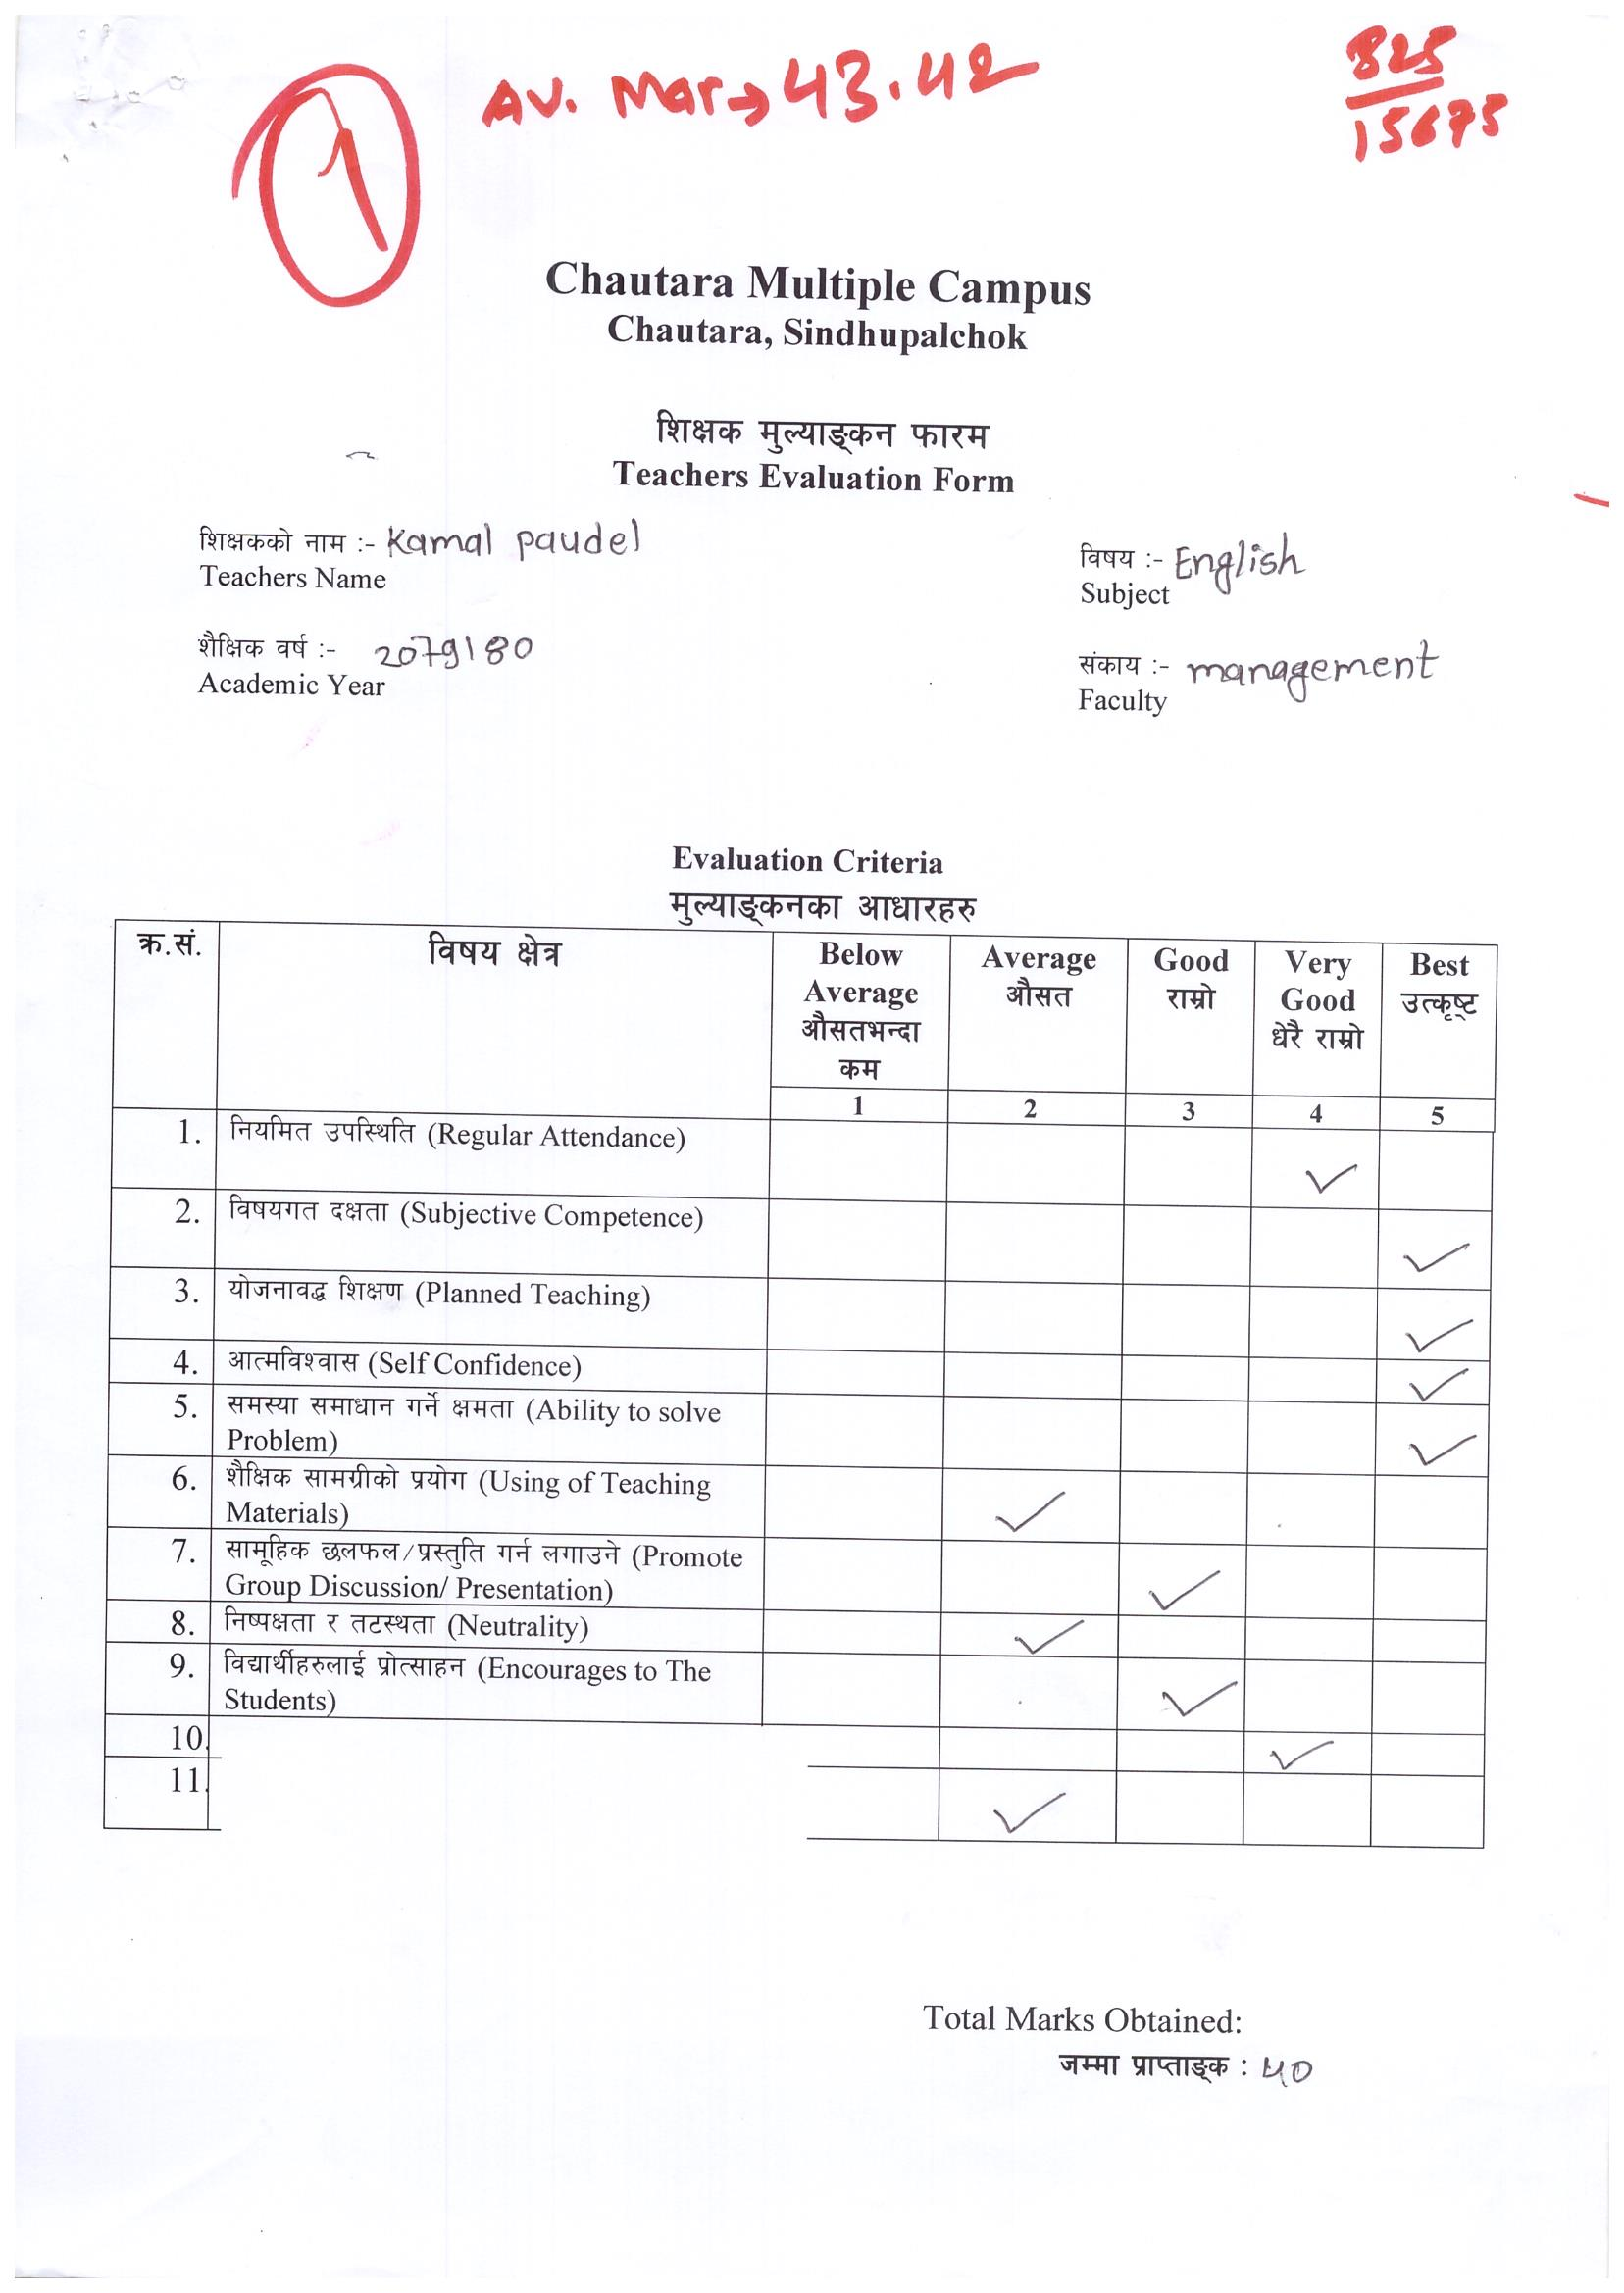 1
AV. Mar→43.42
825
15675
Chautara Multiple Campus
Chautara, Sindhupalchok
शिक्षक मुल्याङ्कन फारम
Teachers Evaluation Form
शिक्षकको नाम :- Kamal paudel
Teachers Name
विषय :- English
Subject
शैक्षिक वर्ष :- 2079180
Academic Year
संकाय :- management
Faculty
Evaluation Criteria
मुल्याङ्कनका आधारहरु
क्र.सं. विषय क्षेत्र Below Average औसतभन्दा कम Average औसत Good राम्रो Very Good धेरै राम्रो Best उत्कृष्ट
1 2 3 4 5
1. नियमित उपस्थिति (Regular Attendance) ✓
2. विषयगत दक्षता (Subjective Competence) ✓
3. योजनावद्ध शिक्षण (Planned Teaching) ✓
4. आत्मविश्वास (Self Confidence) ✓
5. समस्या समाधान गर्ने क्षमता (Ability to solve
Problem) ✓
6. शैक्षिक सामग्रीको प्रयोग (Using of Teaching
Materials) ✓
7. सामूहिक छलफल/प्रस्तुति गर्न लगाउने (Promote
Group Discussion/ Presentation) ✓
8. निष्पक्षता र तटस्थता (Neutrality) ✓
9. विद्यार्थीहरुलाई प्रोत्साहन (Encourages to The
Students) ✓
10. ✓
11. ✓
Total Marks Obtained:
जम्मा प्राप्ताङ्क : 40